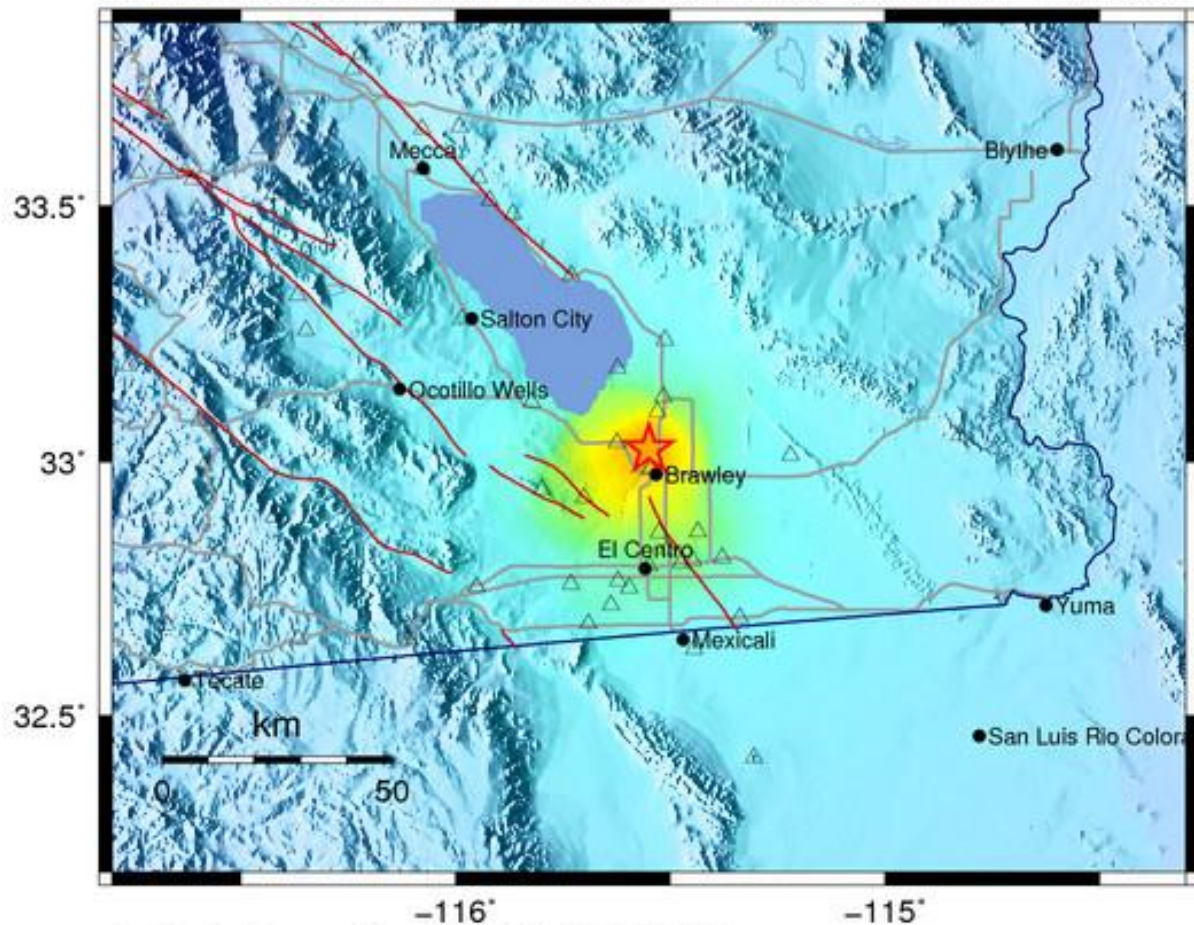 Mecca
Blythe
33.5°
Salton City
Ocotillo Wells
33°
Brawley
El Centro
Yuma
Mexicali
Tecate
32.5°
km
San Luis Rio Colora
0 50
-116° -115°